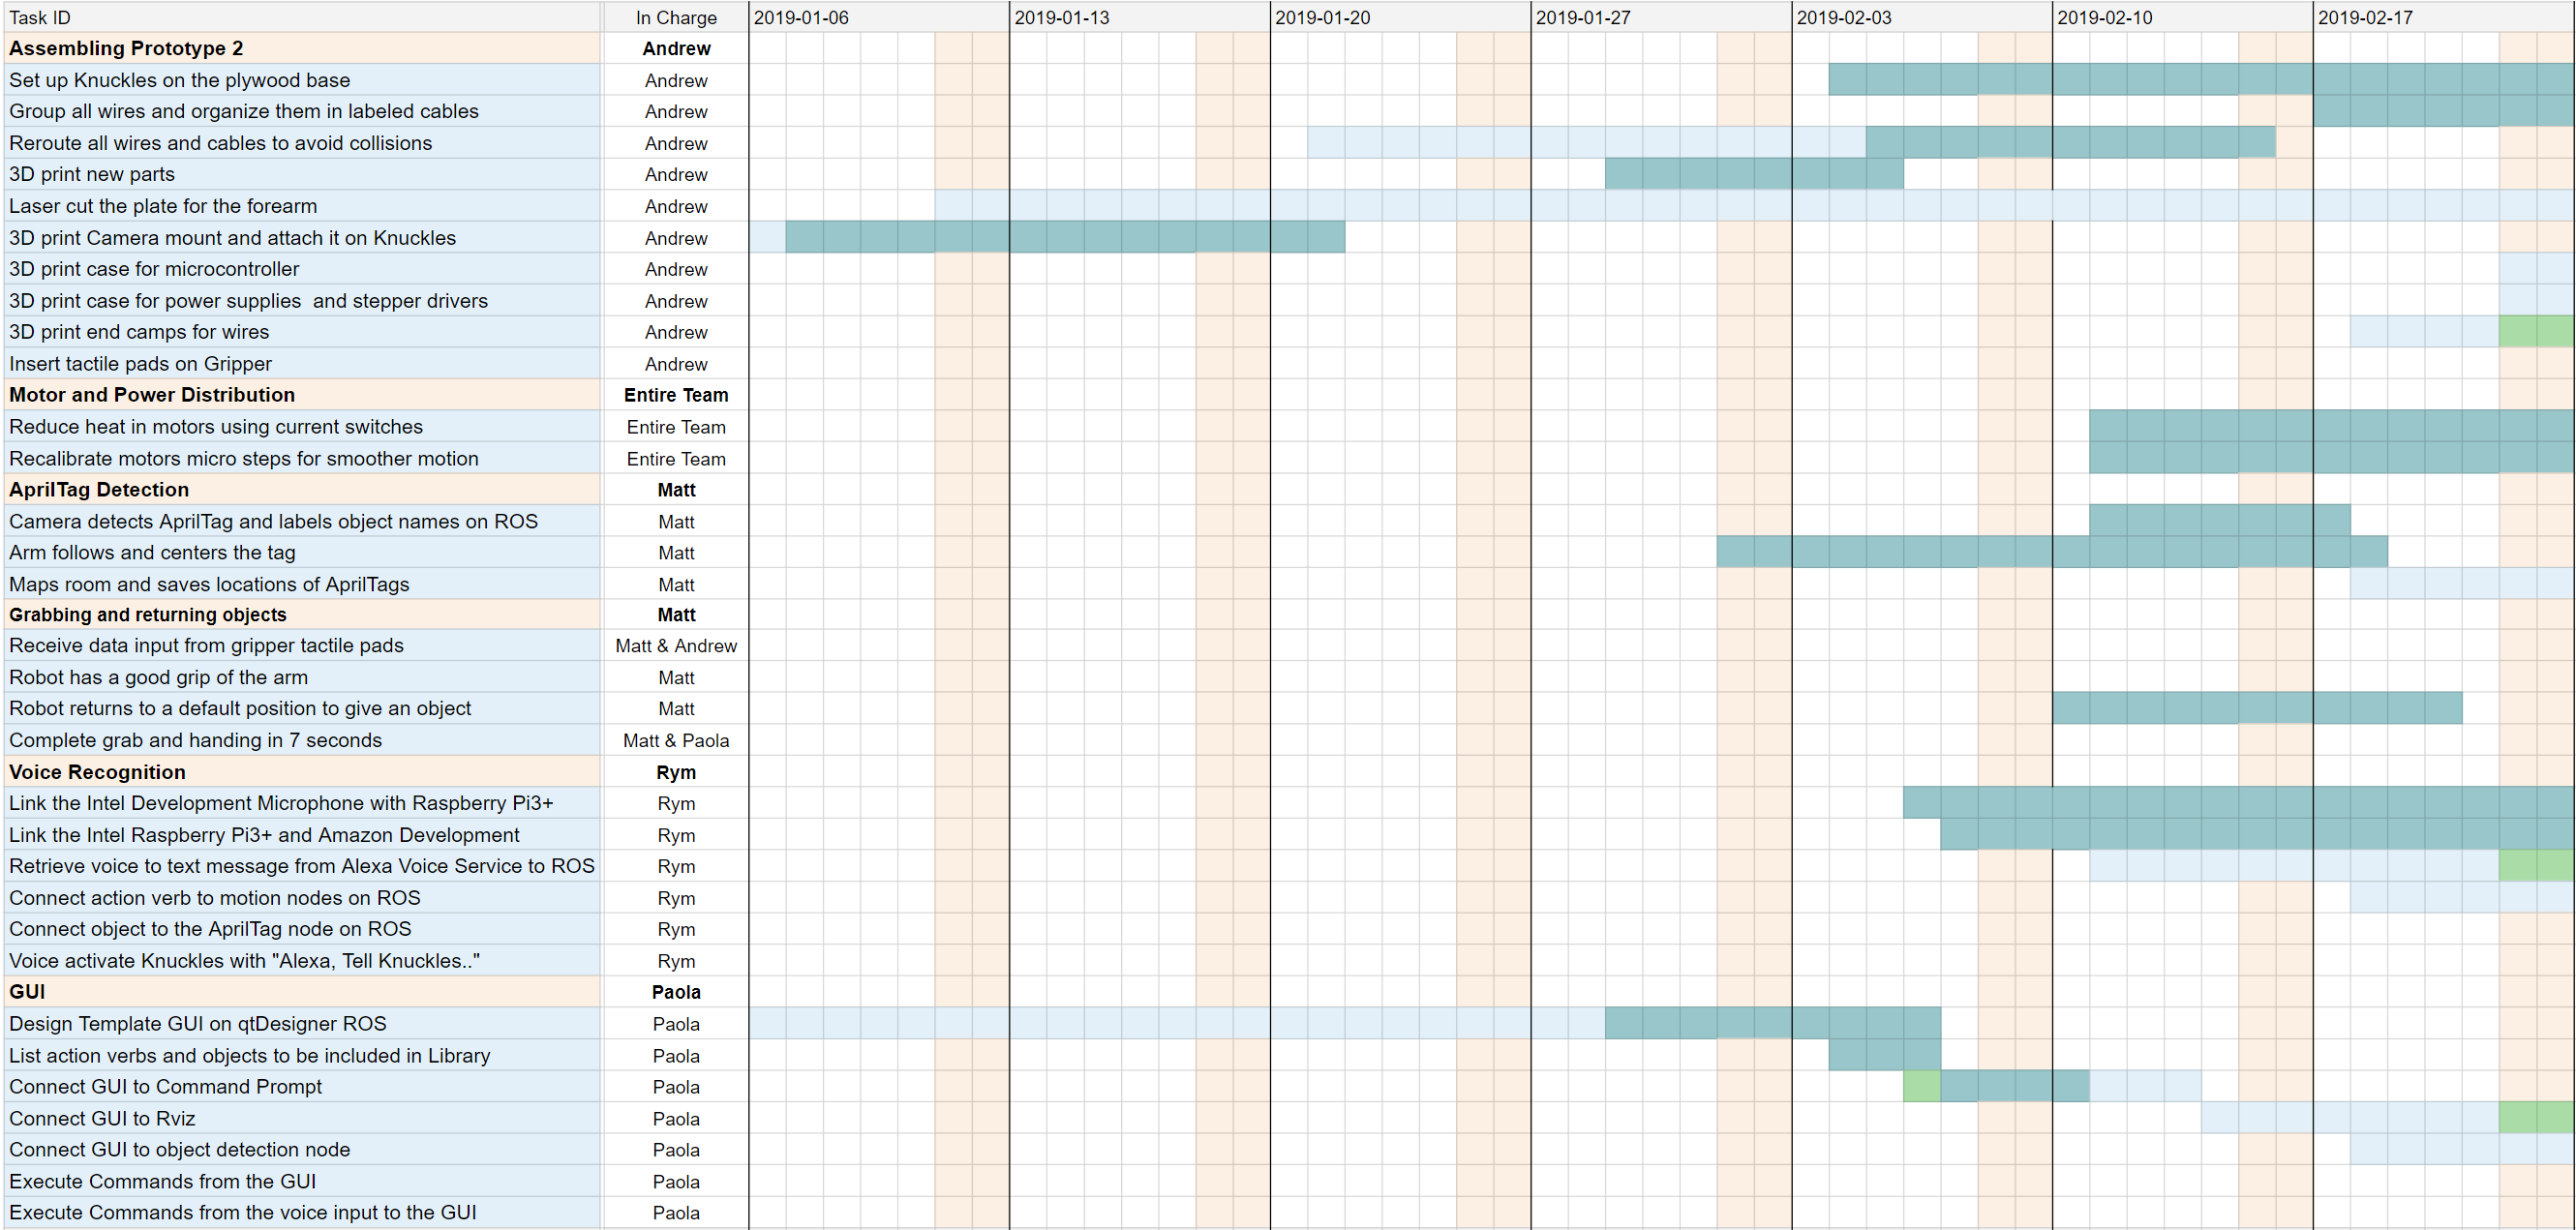 Task ID In Charge 2019-01-06 2019-01-13 2019-01-20 2019-01-27 2019-02-03 2019-02-10 2019-02-17
Assembling Prototype 2 Andrew
Set up Knuckles on the plywood base Andrew
Group all wires and organize them in labeled cables Andrew
Reroute all wires and cables to avoid collisions Andrew
3D print new parts Andrew
Laser cut the plate for the forearm Andrew
3D print Camera mount and attach it on Knuckles Andrew
3D print case for microcontroller Andrew
3D print case for power supplies and stepper drivers Andrew
3D print end camps for wires Andrew
Insert tactile pads on Gripper Andrew
Motor and Power Distribution Entire Team
Reduce heat in motors using current switches Entire Team
Recalibrate motors micro steps for smoother motion Entire Team
AprilTag Detection Matt
Camera detects AprilTag and labels object names on ROS Matt
Arm follows and centers the tag Matt
Maps room and saves locations of AprilTags Matt
Grabbing and returning objects Matt
Receive data input from gripper tactile pads Matt & Andrew
Robot has a good grip of the arm Matt
Robot returns to a default position to give an object Matt
Complete grab and handing in 7 seconds Matt & Paola
Voice Recognition Rym
Link the Intel Development Microphone with Raspberry Pi3+ Rym
Link the Intel Raspberry Pi3+ and Amazon Development Rym
Retrieve voice to text message from Alexa Voice Service to ROS Rym
Connect action verb to motion nodes on ROS Rym
Connect object to the AprilTag node on ROS Rym
Voice activate Knuckles with "Alexa, Tell Knuckles.." Rym
GUI Paola
Design Template GUI on qtDesigner ROS Paola
List action verbs and objects to be included in Library Paola
Connect GUI to Command Prompt Paola
Connect GUI to Rviz Paola
Connect GUI to object detection node Paola
Execute Commands from the GUI Paola
Execute Commands from the voice input to the GUI Paola